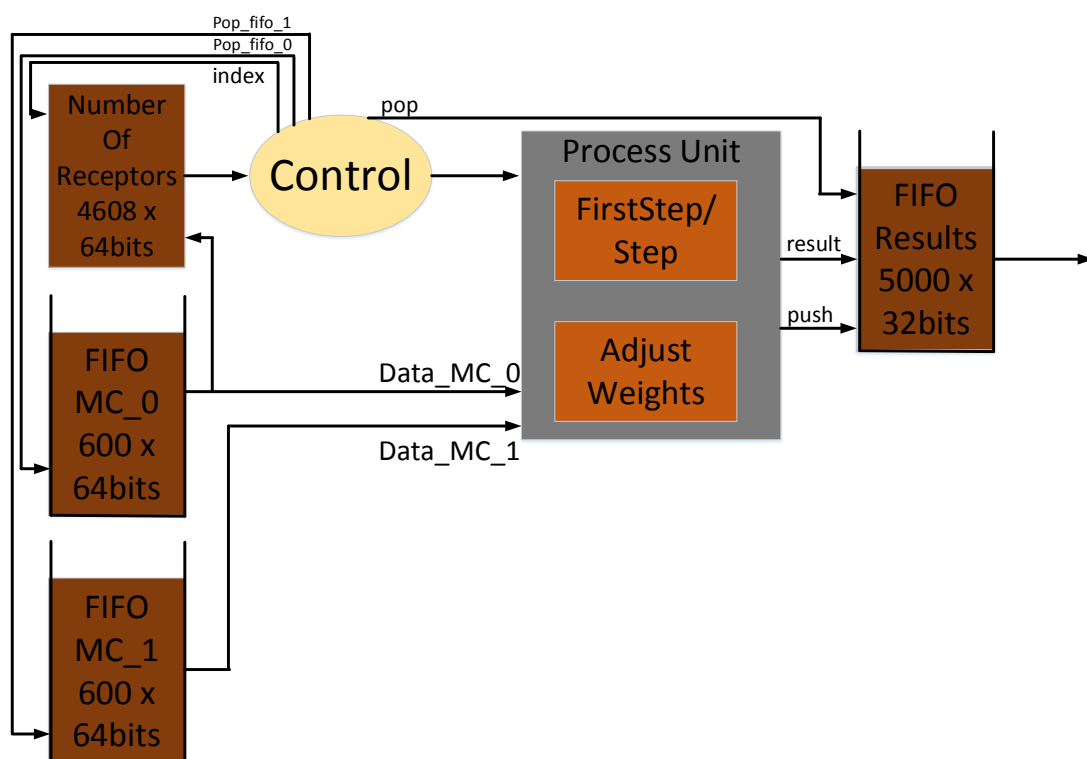 Pop_fifo_1
Pop_fifo_0
index
Number
Of
Receptors
4608 x
64bits
Control
pop
Process Unit
FirstStep/
Step
Adjust
Weights
result
push
FIFO
Results
5000 x
32bits
FIFO
MC_0
600 x
64bits
Data_MC_0
Data_MC_1
FIFO
MC_1
600 x
64bits